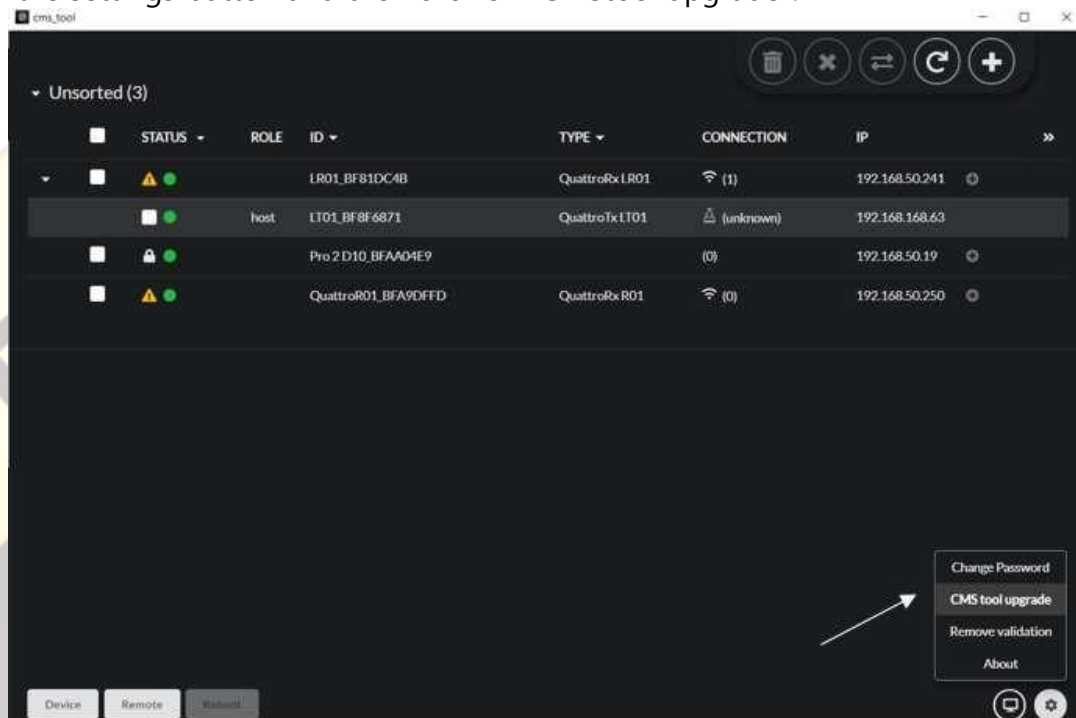 cms_tool
Unsorted (3)
STATUS ROLE ID TYPE CONNECTION IP »
LR01_BF81DC4B QuattroRx LR01 (1) 192.168.50.241
host LT01_BF8F6871 QuattroTx LT01 (unknown) 192.168.168.63
Pro 2 D10_BFAA04E9 (0) 192.168.50.19
QuattroR01_BFA9DFFD QuattroRx R01 (0) 192.168.50.250
Change Password
CMS tool upgrade
Remove validation
About
Device Remote Reboot